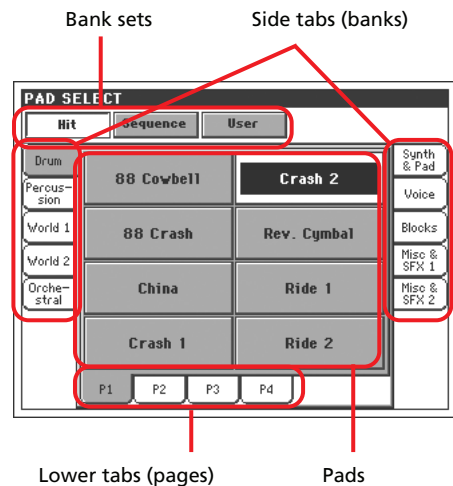 Bank sets
Side tabs (banks)
PAD SELECT
Hit
Sequence
User
Drum
Percus-
sion
World 1
World 2
Orche-
stral
88 Cowbell
Crash 2
88 Crash
Rev. Cymbal
China
Ride 1
Crash 1
Ride 2
Synth
& Pad
Voice
Blocks
Misc &
SFX 1
Misc &
SFX 2
P1
P2
P3
P4
Lower tabs (pages)
Pads